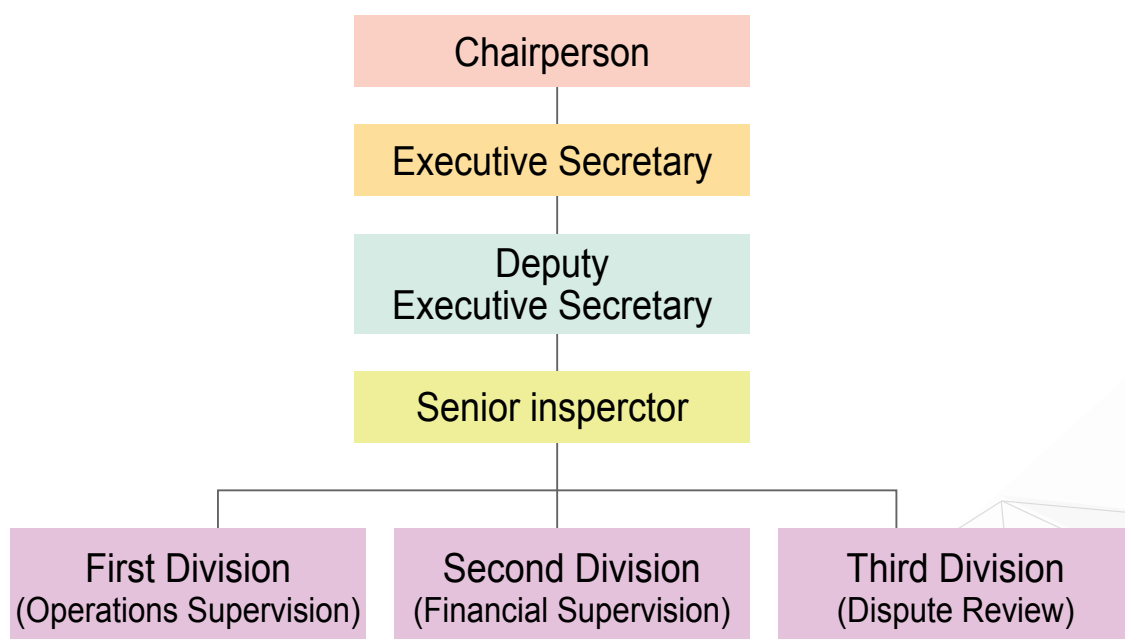 Chairperson
Executive Secretary
Deputy
Executive Secretary
Senior insperctor
First Division
(Operations Supervision)
Second Division
(Financial Supervision)
Third Division
(Dispute Review)